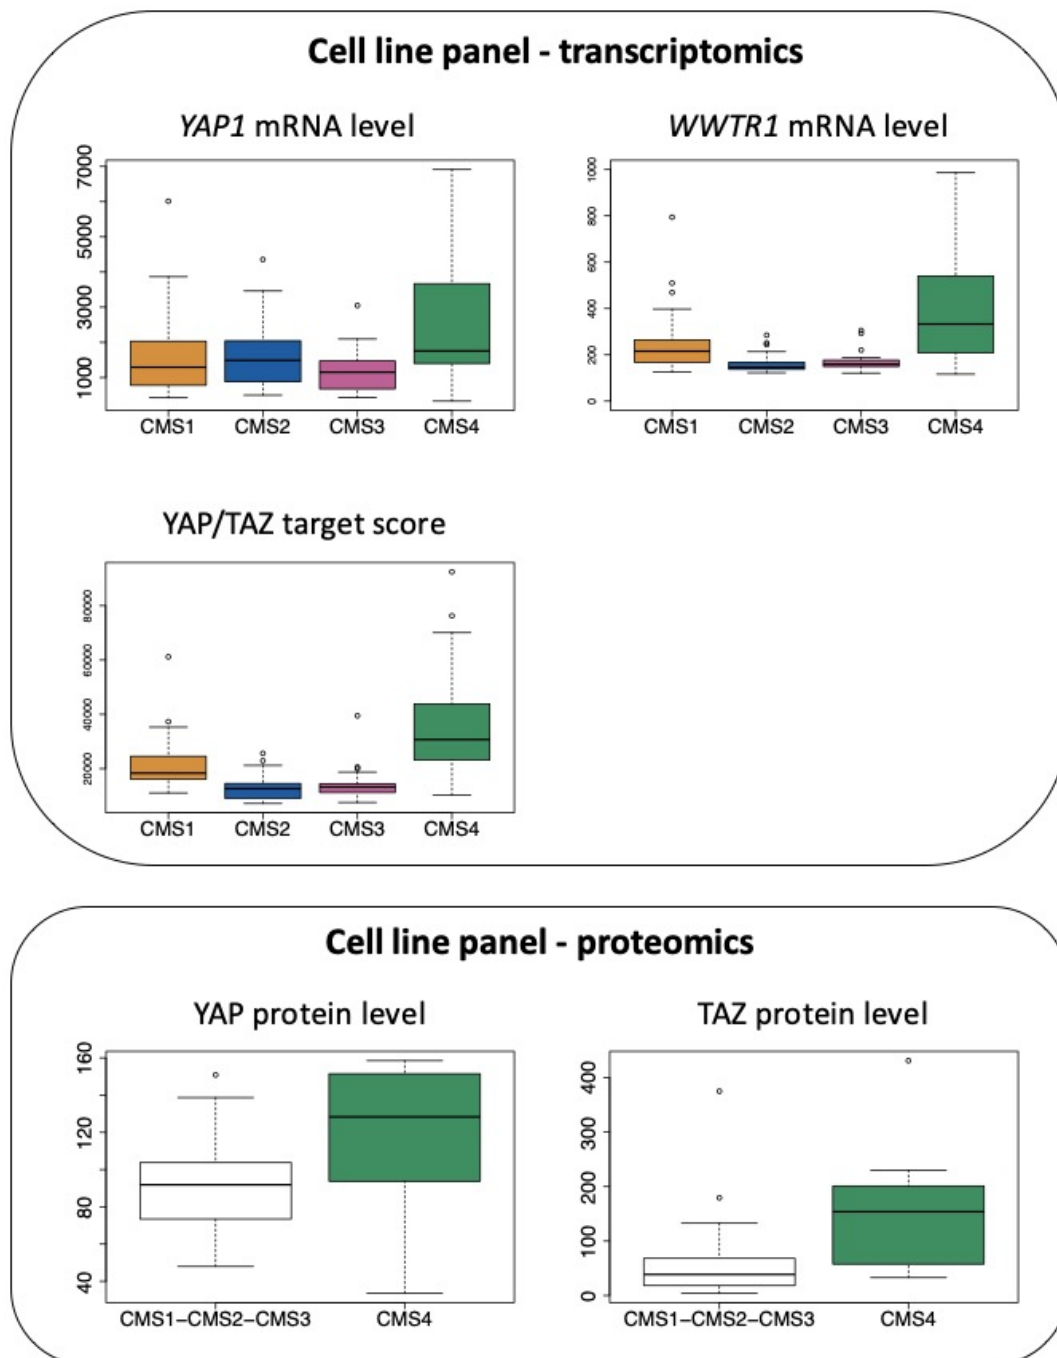 Cell line panel - transcriptomics
YAP1 mRNA level
7000
5000
3000
1000
CMS1 CMS2 CMS3 CMS4
WWTR1 mRNA level
1000
800
600
400
200
0
CMS1 CMS2 CMS3 CMS4
YAP/TAZ target score
80000
60000
40000
20000
CMS1 CMS2 CMS3 CMS4
Cell line panel - proteomics
YAP protein level
160
120
80
40
CMS1–CMS2–CMS3 CMS4
TAZ protein level
400
300
200
100
0
CMS1–CMS2–CMS3 CMS4